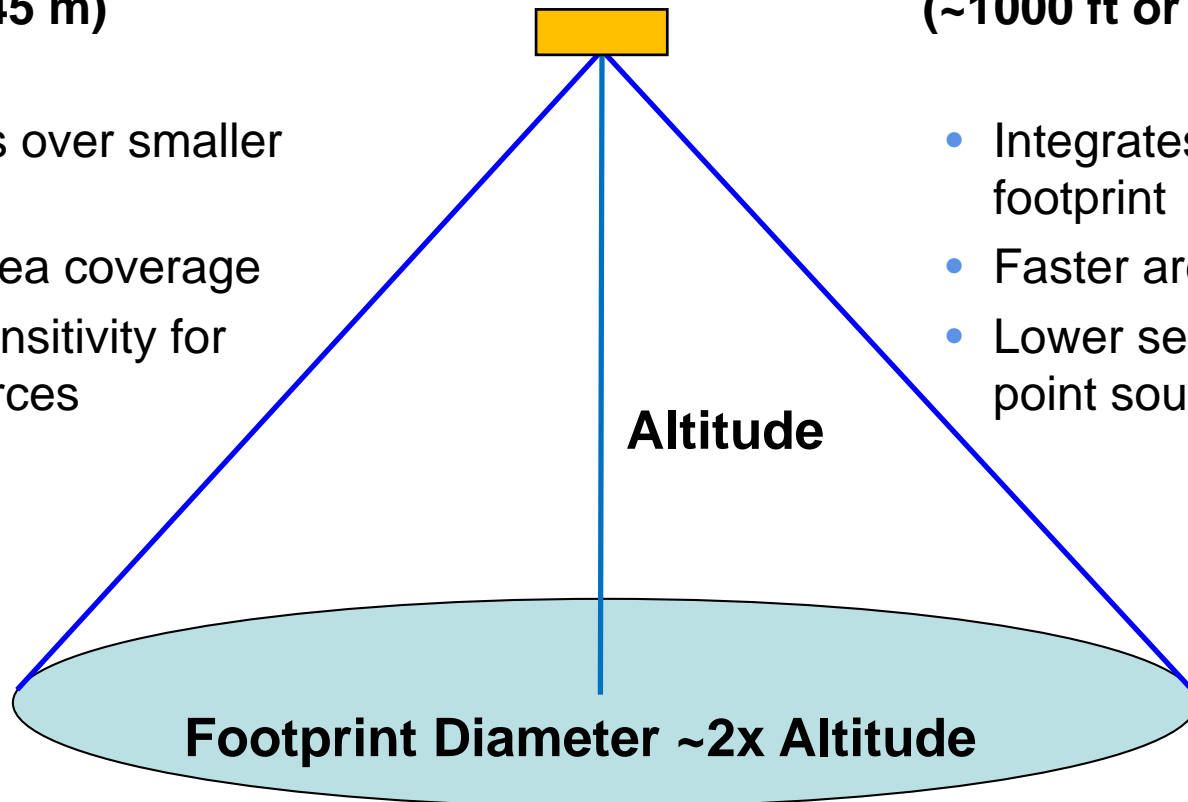 45 m)
s over smaller
ea coverage
nsitivity for
rces
(~1000 ft or
• Integrates
footprint
• Faster are
• Lower se
point sou
Altitude
Footprint Diameter ~2x Altitude